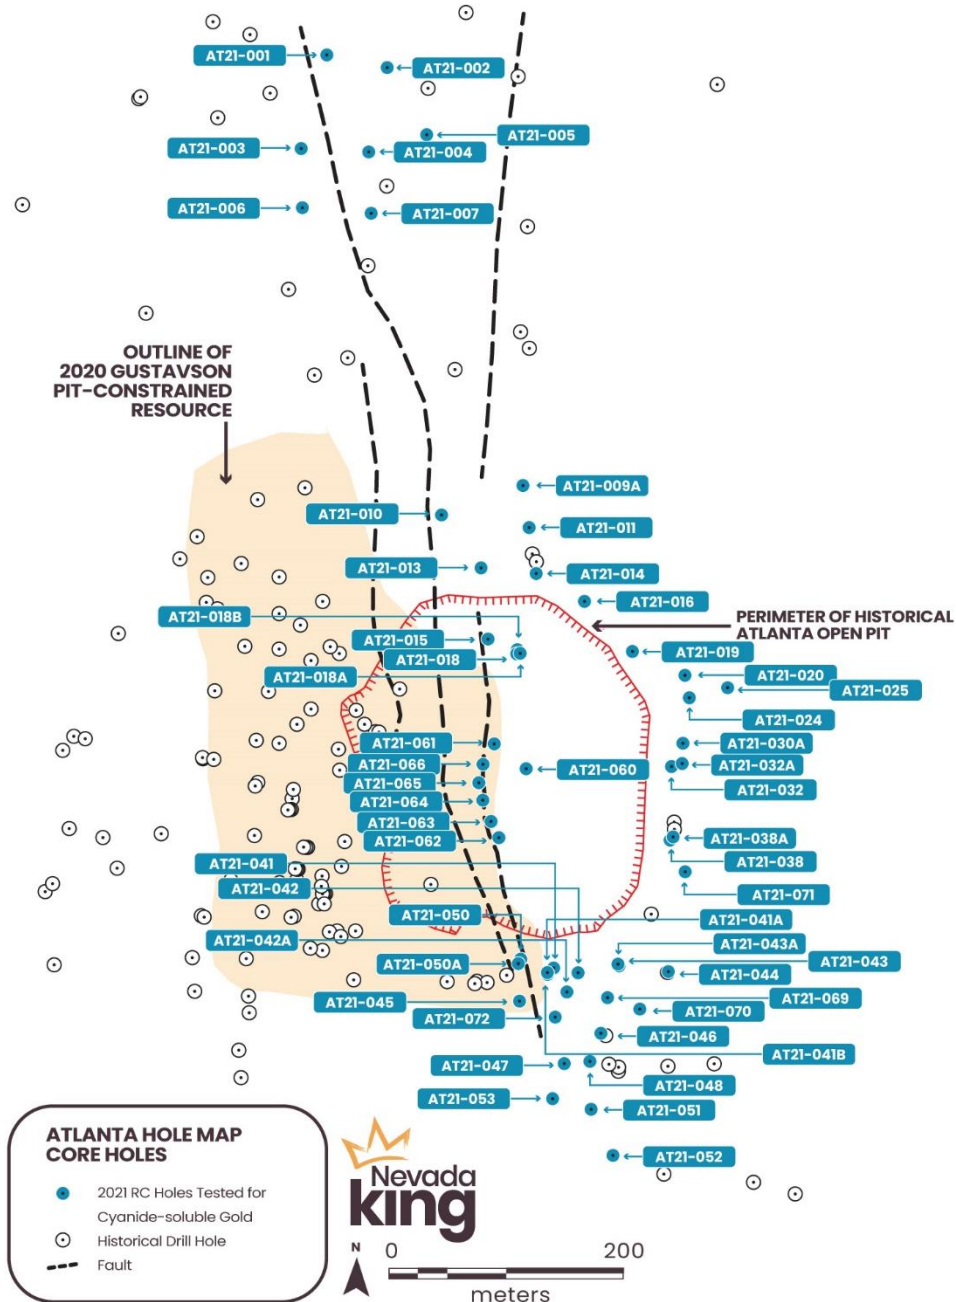 AT21-001
AT21-002
AT21-005
AT21-003
AT21-004
AT21-006
AT21-007
OUTLINE OF
2020 GUSTAVSON
PIT-CONSTRAINED
RESOURCE
AT21-009A
AT21-010
AT21-011
AT21-013
AT21-014
AT21-016
AT21-018B
PERIMETER OF HISTORICAL
ATLANTA OPEN PIT
AT21-015
AT21-018
AT21-019
AT21-018A
AT21-020
AT21-025
AT21-024
AT21-061
AT21-030A
AT21-066
AT21-060
AT21-032A
AT21-065
AT21-032
AT21-064
AT21-063
AT21-062
AT21-038A
AT21-041
AT21-038
AT21-042
AT21-071
AT21-050
AT21-041A
AT21-042A
AT21-043A
AT21-050A
AT21-043
AT21-044
AT21-045
AT21-069
AT21-070
AT21-072
AT21-046
AT21-041B
AT21-047
AT21-048
AT21-053
AT21-051
AT21-052
ATLANTA HOLE MAP
CORE HOLES
2021 RC Holes Tested for
Cyanide-soluble Gold
Historical Drill Hole
Fault
Nevada
king
N
0 200
meters